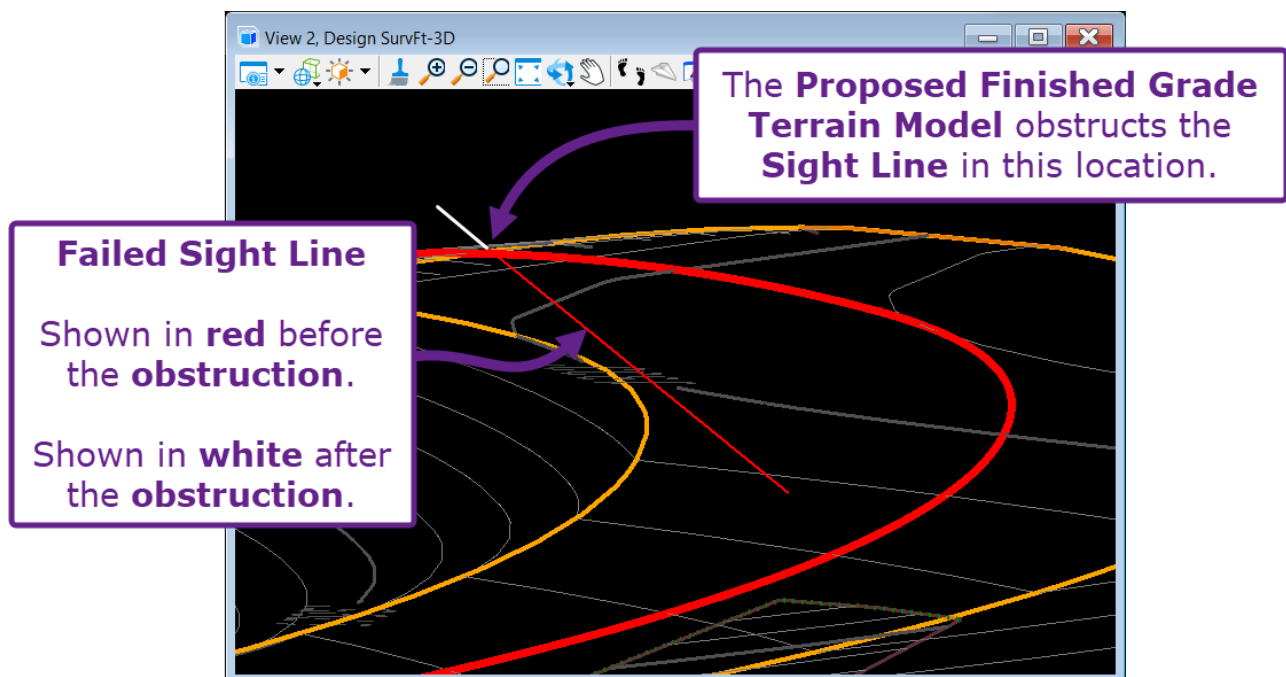 View 2, Design SurvFt-3D
The Proposed Finished Grade
Terrain Model obstructs the
Sight Line in this location.
Failed Sight Line
Shown in red before
the obstruction.
Shown in white after
the obstruction.